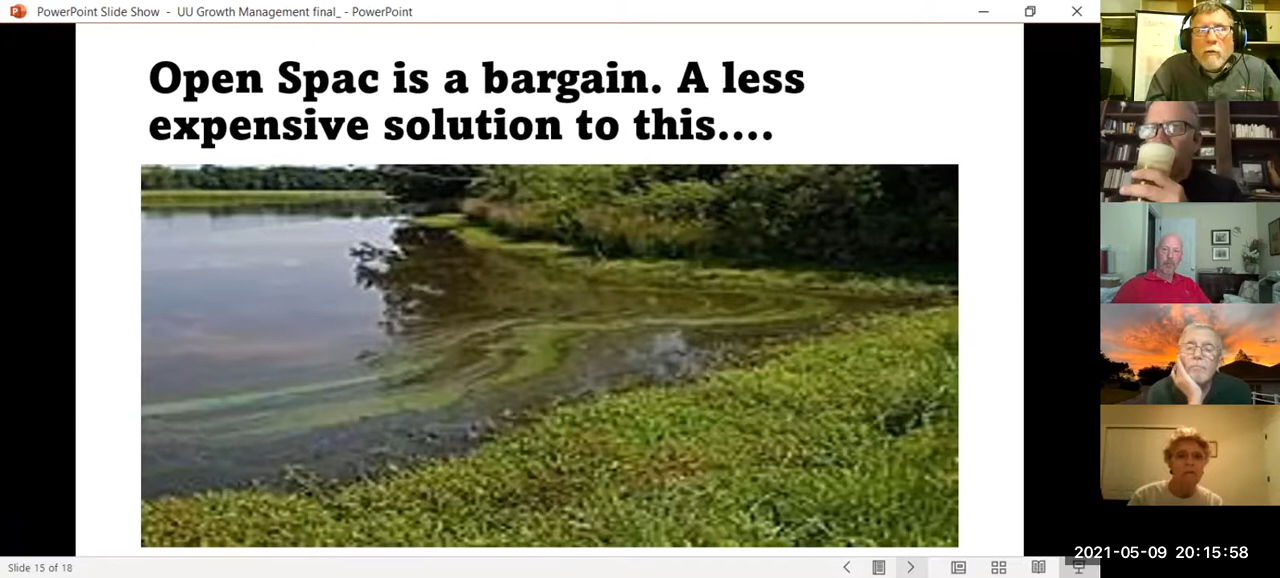 PowerPoint Slide Show - UU Growth Management final_ - PowerPoint
Open Spac is a bargain. A less
expensive solution to this....
Slide 15 of 18
2021-05-09 20:15:58